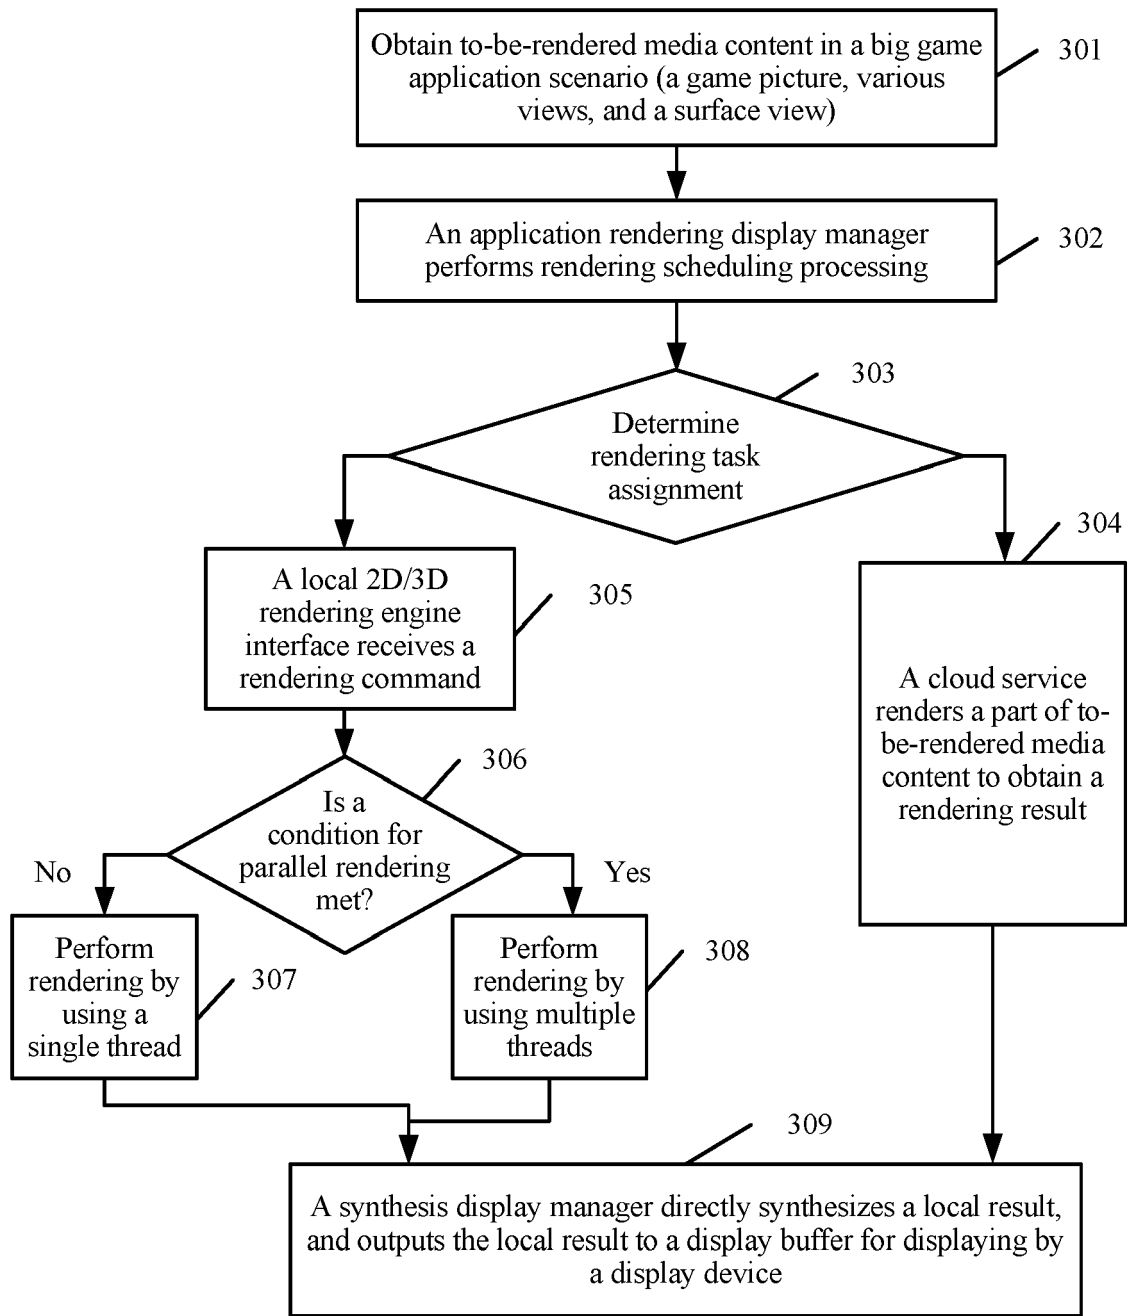 Obtain to-be-rendered media content in a big game
application scenario (a game picture, various
views, and a surface view)
301
An application rendering display manager
performs rendering scheduling processing
302
303
Determine
rendering task
assignment
304
A local 2D/3D
rendering engine
interface receives a
rendering command
305
A cloud service
renders a part of to-
be-rendered media
content to obtain a
rendering result
306
Is a
condition for
parallel rendering
met?
No
Yes
Perform
rendering by
using a
single thread
307
Perform
rendering by
using multiple
threads
308
309
A synthesis display manager directly synthesizes a local result,
and outputs the local result to a display buffer for displaying by
a display device